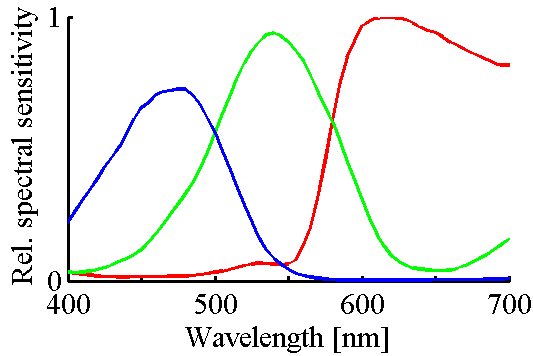 Rel. spectral sensitivity
1
0
400 500 600 700
Wavelength [nm]